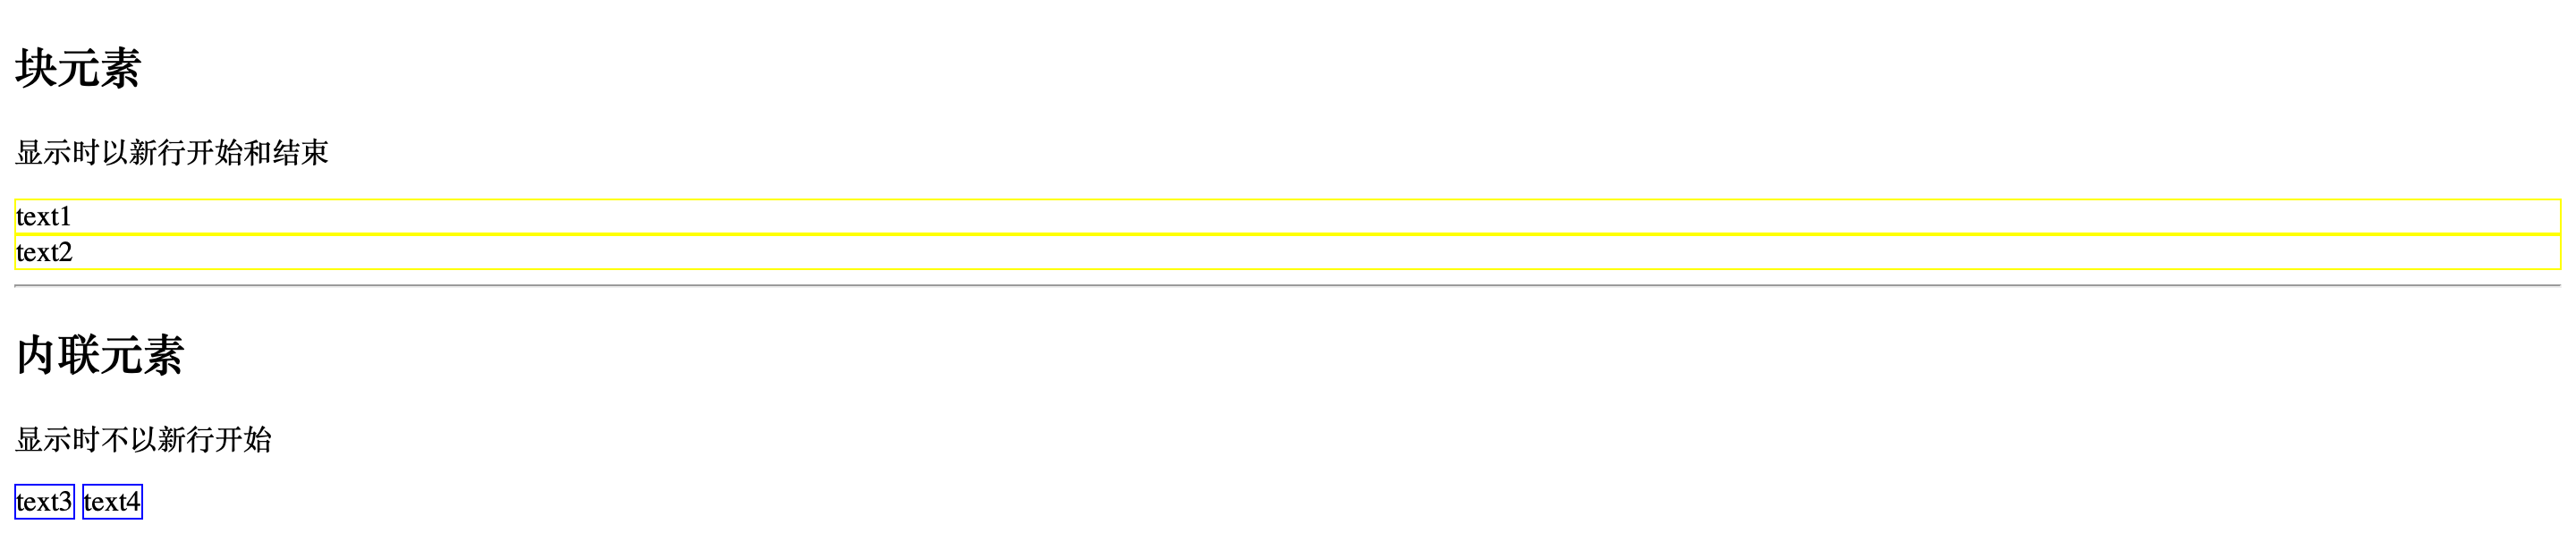 块元素
显示时以新行开始和结束
text1
text2
内联元素
显示时不以新行开始
text3 text4